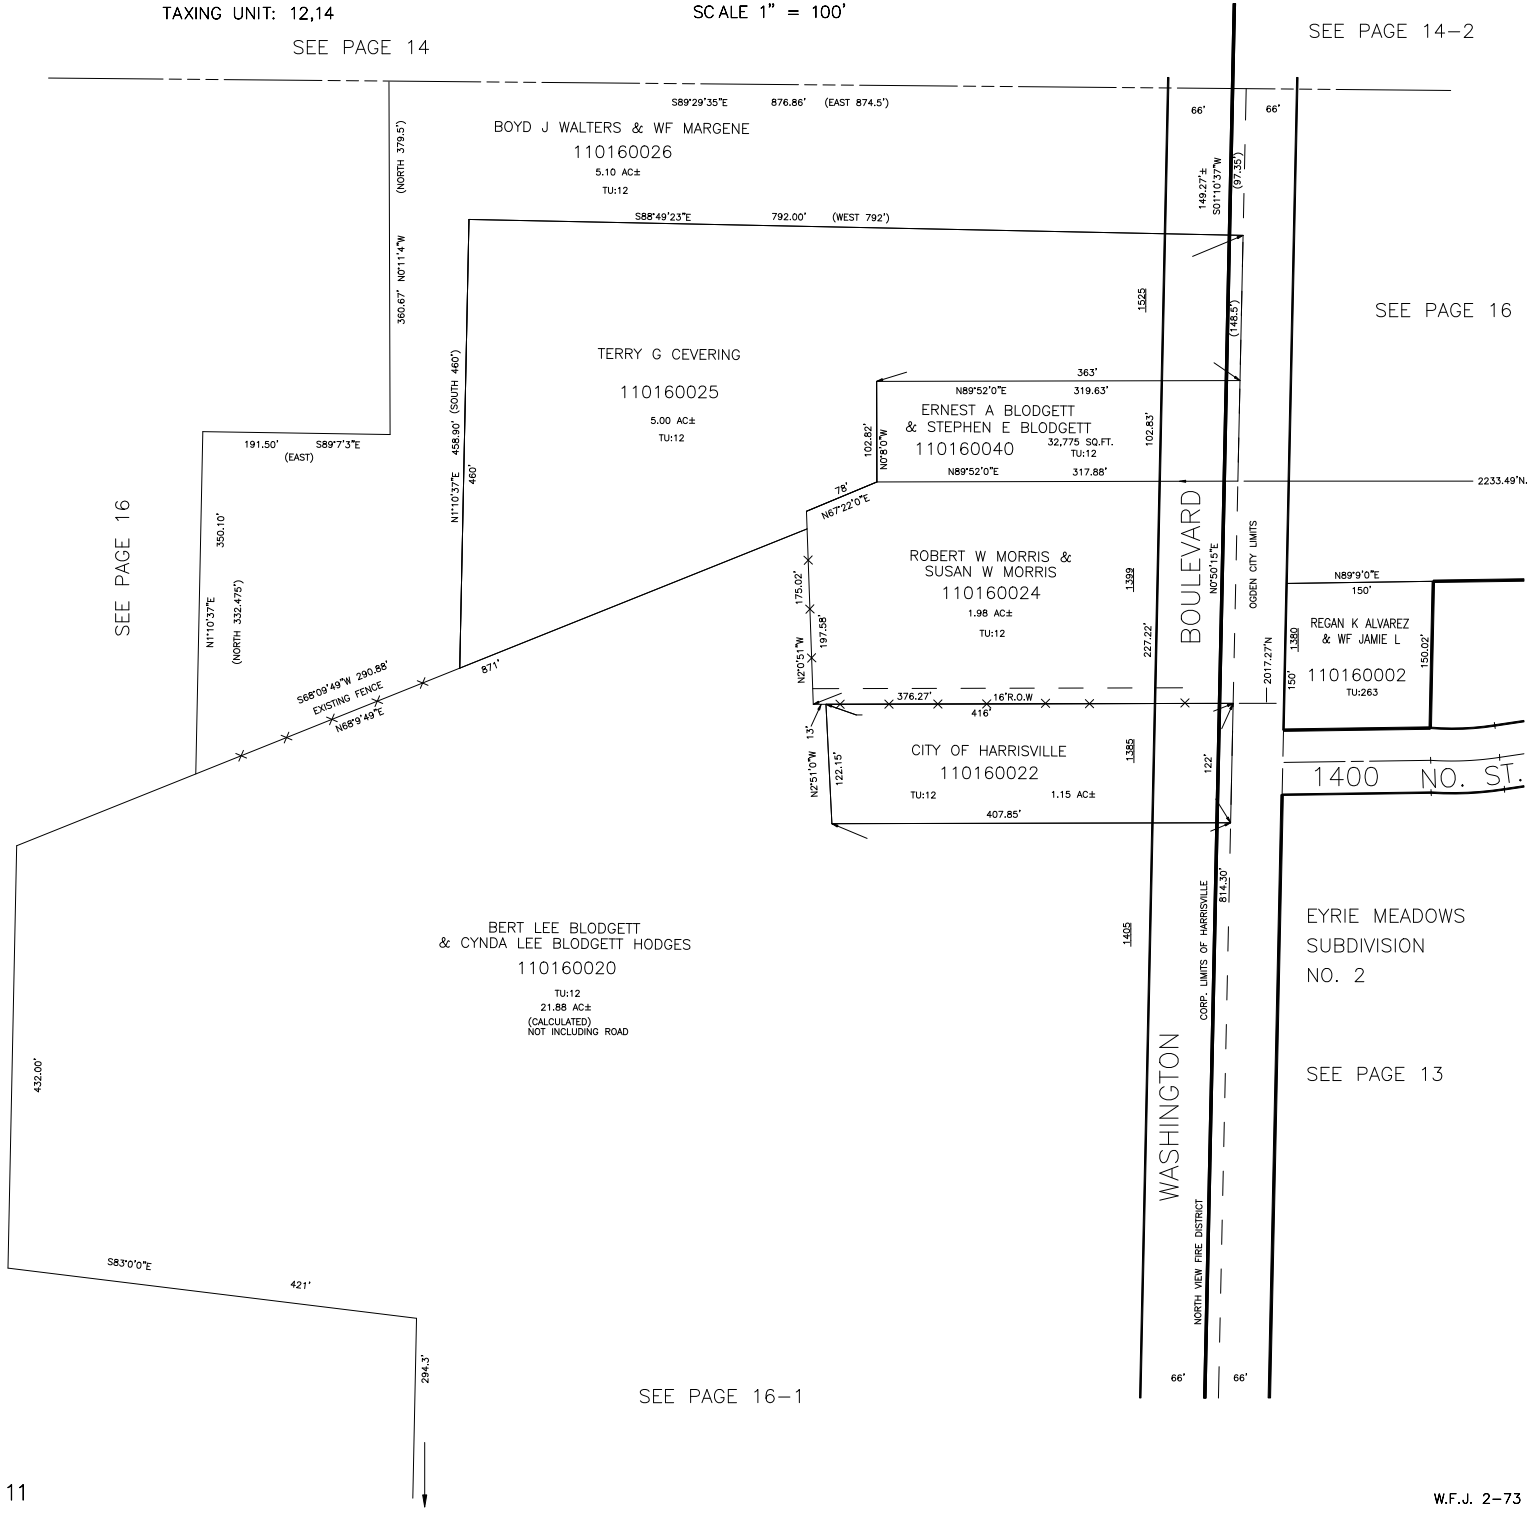 TAXING UNIT: 12,14
SCALE 1" = 100'
SEE PAGE 14
SEE PAGE 14-2
S89°29'35"E 876.86' (EAST 874.5')
66'
66'
BOYD J WALTERS & WF MARGENE
110160026
5.10 AC±
TU:12
(NORTH 379.5')
360.67' N0°11'4"W
149.27'±
S01°10'37"W
(97.35')
S88°49'23"E 792.00' (WEST 792')
1525
(148.5')
SEE PAGE 16
TERRY G CEVERING
110160025
5.00 AC±
TU:12
N1°10'37"E 458.90' (SOUTH 460')
460'
363'
N89°52'0"E 319.63'
ERNEST A BLODGETT
& STEPHEN E BLODGETT
110160040
32,775 SQ.FT.
TU:12
102.82'
N0°8'0"W
102.83'
N89°52'0"E 317.88'
2233.49'N.
191.50' S89°7'3"E
(EAST)
78'
N67°22'0"E
SEE PAGE 16
350.10'
N1°10'37"E
(NORTH 332.475')
ROBERT W MORRIS &
SUSAN W MORRIS
110160024
1.98 AC±
TU:12
175.02'
197.58'
N2°0'51"W
1399
227.22'
BOULEVARD
N0°50'15"E
OGDEN CITY LIMITS
2017.27'N
N89°9'0"E
150'
REGAN K ALVAREZ
& WF JAMIE L
110160002
TU:263
1380
150'
150.02'
871'
S68°09'49"W 290.88'
EXISTING FENCE
N68°9'49"E
376.27' 16'R.O.W
416'
13'
CITY OF HARRISVILLE
110160022
TU:12 1.15 AC±
N2°51'0"W
122.15'
1385
122'
407.85'
1400 NO. ST.
BERT LEE BLODGETT
& CYNDA LEE BLODGETT HODGES
110160020
TU:12
21.88 AC±
(CALCULATED)
NOT INCLUDING ROAD
1405
814.30'
CORP. LIMITS OF HARRISVILLE
EYRIE MEADOWS
SUBDIVISION
NO. 2
SEE PAGE 13
432.00'
WASHINGTON
NORTH VIEW FIRE DISTRICT
S83°0'0"E
421'
294.3'
66'
66'
SEE PAGE 16-1
11
W.F.J. 2-73